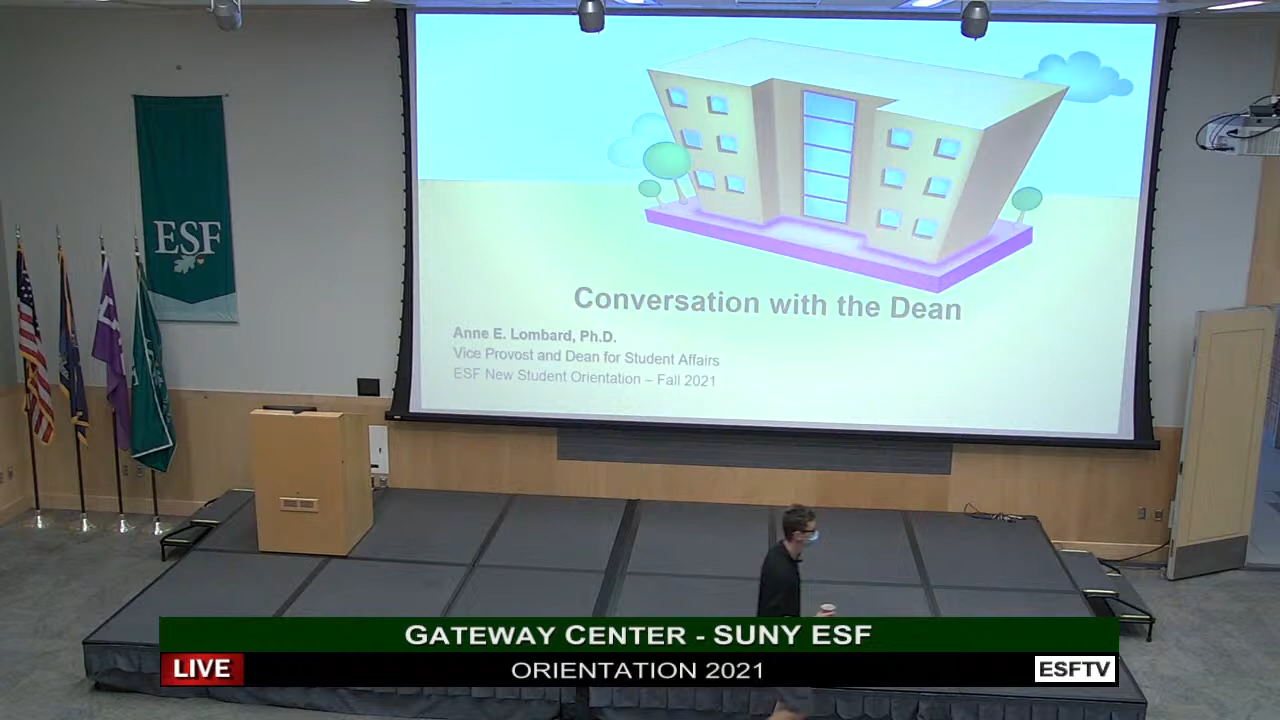 ESF
Conversation with the Dean
Anne E. Lombard, Ph.D.
Vice Provost and Dean for Student Affairs
ESF New Student Orientation – Fall 2021
GATEWAY CENTER - SUNY ESF
LIVE
ORIENTATION 2021
ESFTV